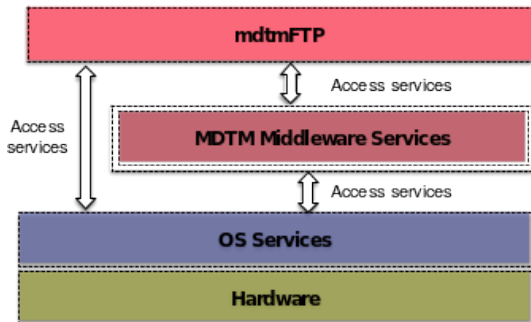 mdtmFTP
Access services
Access
services
MDTM Middleware Services
Access services
OS Services
Hardware